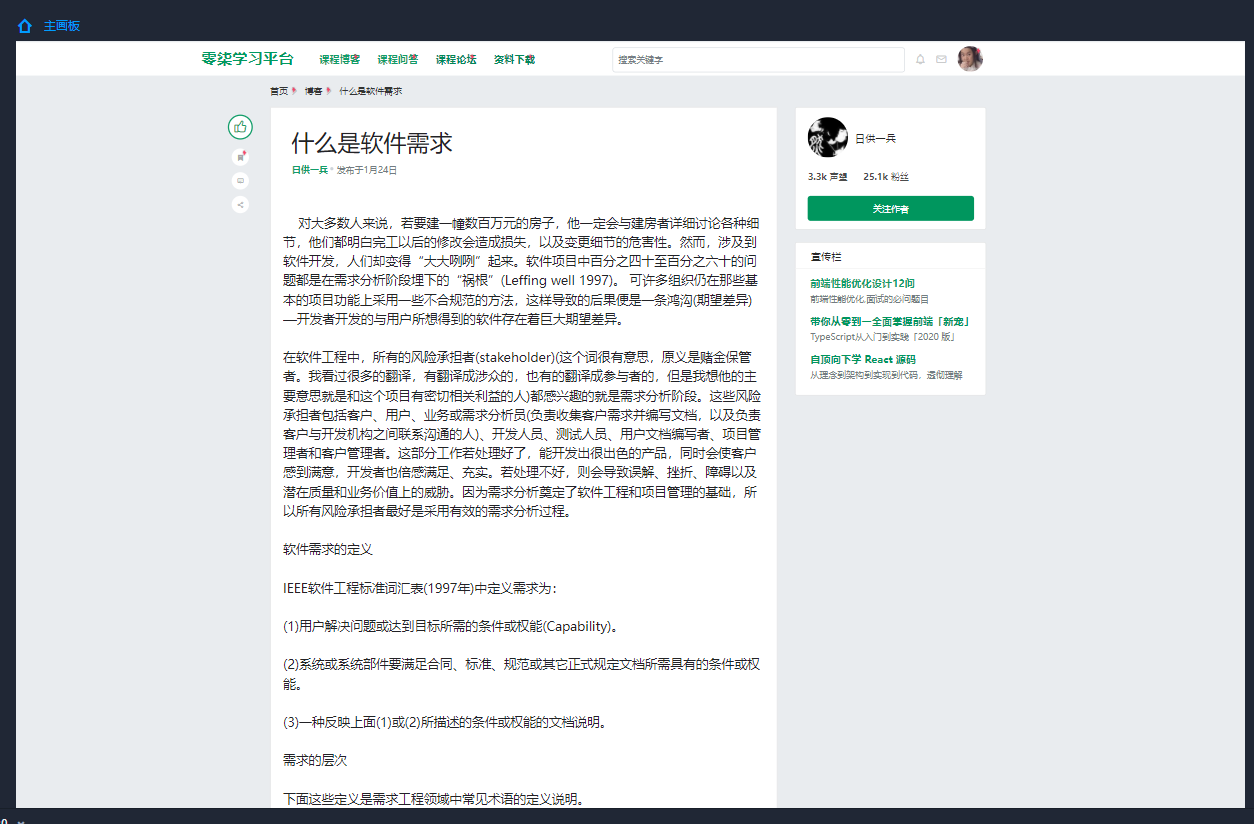 主画板
零柒学习平台 课程博客 课程问答 课程论坛 资料下载 搜索关键字
首页 博客 什么是软件需求
什么是软件需求
日供一兵 发布于1月24日
对大多数人来说，若要建一幢数百万元的房子，他一定会与建房者详细讨论各种细
节，他们都明白完工以后的修改会造成损失，以及变更细节的危害性。然而，涉及到
软件开发，人们却变得“大大咧咧”起来。软件项目中百分之四十至百分之六十的问
题都是在需求分析阶段埋下的“祸根”(Leffing well 1997)。 可许多组织仍在那些基
本的项目功能上采用一些不合规范的方法，这样导致的后果便是一条鸿沟(期望差异)
—开发者开发的与用户所想得到的软件存在着巨大期望差异。
在软件工程中，所有的风险承担者(stakeholder)(这个词很有意思，原义是赌金保管
者。我看过很多的翻译，有翻译成涉众的，也有的翻译成参与者的，但是我想他的主
要意思就是和这个项目有密切相关利益的人)都感兴趣的就是需求分析阶段。这些风险
承担者包括客户、用户、业务或需求分析员(负责收集客户需求并编写文档，以及负责
客户与开发机构之间联系沟通的人)、开发人员、测试人员、用户文档编写者、项目管
理者和客户管理者。这部分工作若处理好了，能开发出很出色的产品，同时会使客户
感到满意，开发者也倍感满足、充实。若处理不好，则会导致误解、挫折、障碍以及
潜在质量和业务价值上的威胁。因为需求分析奠定了软件工程和项目管理的基础，所
以所有风险承担者最好是采用有效的需求分析过程。
软件需求的定义
IEEE软件工程标准词汇表(1997年)中定义需求为：
(1)用户解决问题或达到目标所需的条件或权能(Capability)。
(2)系统或系统部件要满足合同、标准、规范或其它正式规定文档所需具有的条件或权
能。
(3)一种反映上面(1)或(2)所描述的条件或权能的文档说明。
需求的层次
下面这些定义是需求工程领域中常见术语的定义说明。
日供一兵
3.3k 声望 25.1k 粉丝
关注作者
宣传栏
前端性能优化设计12问
前端性能优化,面试的必问题目
带你从零到一全面掌握前端「新宠」
TypeScript从入门到实践「2020 版」
自顶向下学 React 源码
从理念到架构到实现到代码，透彻理解